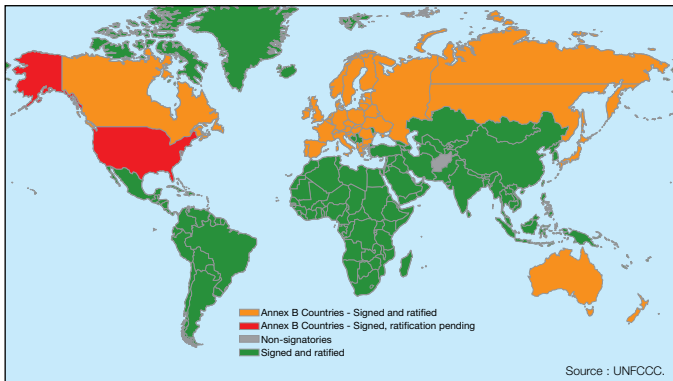 Annex B Countries - Signed and ratified
Annex B Countries - Signed, ratification pending
Non-signatories
Signed and ratified
Source : UNFCCC.